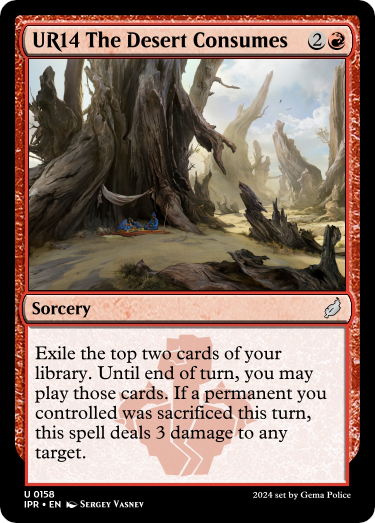 UR14 The Desert Consumes 2
Sorcery
Exile the top two cards of your
library. Until end of turn, you may
play those cards. If a permanent you
controlled was sacrificed this turn,
this spell deals 3 damage to any
target.
U 0158
IPR • EN Sergey Vasnev
2024 set by Gema Police